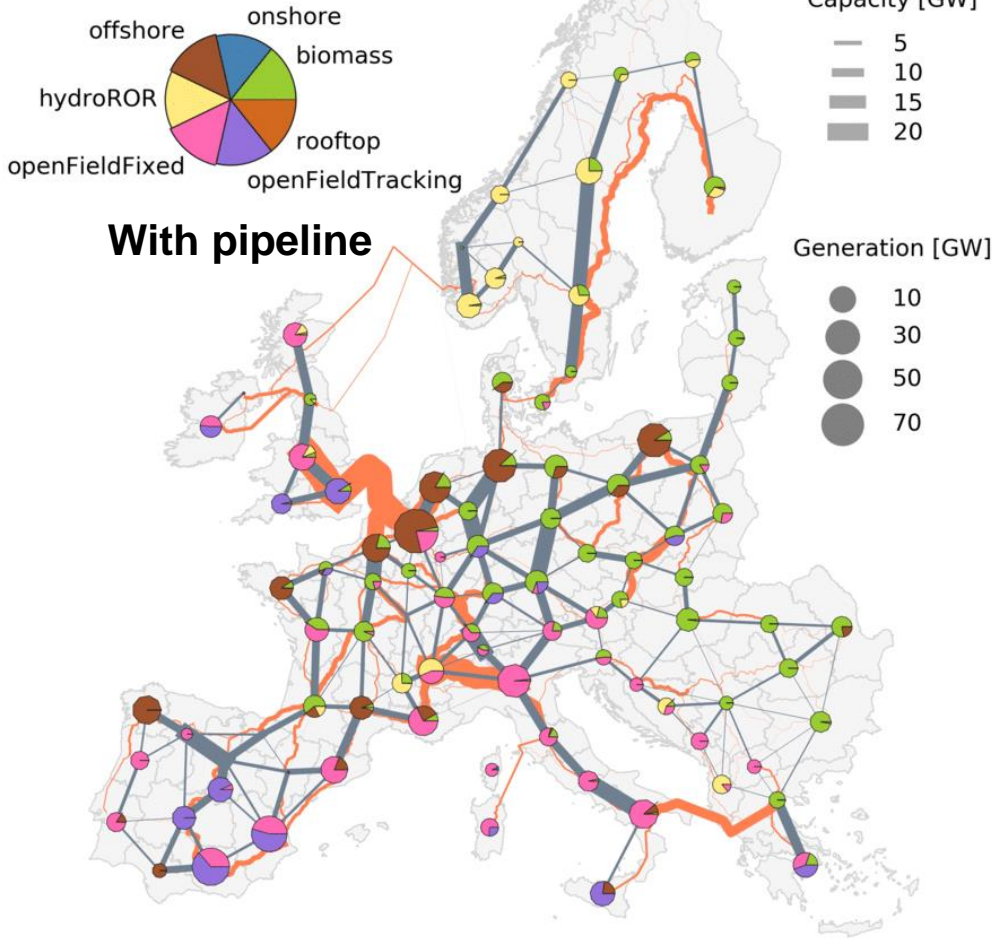 offshore
onshore
biomass
hydroROR
rooftop
openFieldFixed
openFieldTracking
With pipeline
Capacity [GW]
5
10
15
20
Generation [GW]
10
30
50
70